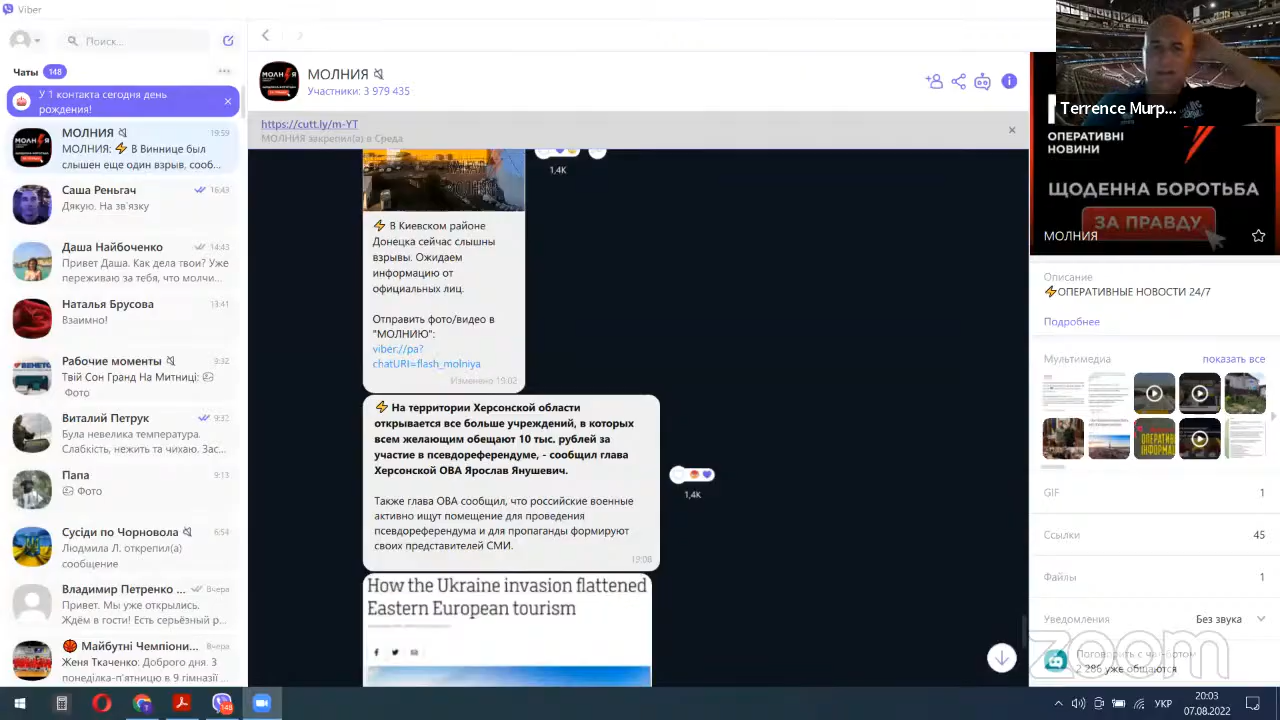 Viber
Поиск...
Чаты 148
У 1 контакта сегодня день
рождения!
МОЛНИЯ 19:59
МОЛНИЯ: ⚡ В Виннице был
слышен еще один взрыв, сооб...
Саша Реньгач 16:43
Дякую. На зв'язку
Даша Найбоченко 14:43
Привет Даша. Как дела твои? Уже
переживаю за тебя, что молчи...
Наталья Брусова 13:41
Взаимно!
Рабочие моменты 9:32
Твій Сон Гранд На Митниці:
Фото
Виталий Петрук 9:32
Була невелика температура.
Слабкість, нежить та чихаю. Зас...
Папа 9:13
Фото
Сусіди по Чорновола 6:54
Людмила Л. открепил(а)
сообщение
Владимир Петренко ... Вчера
Привет. Мы уже открылись.
Ждём в гости! Есть серьёзный р...
Майбутні Чемпіони... Вчера
Женя Ткаченко: Доброго дня. З
понеділка-п'ятницю в 9 гімназії ...
МОЛНИЯ
Участники: 3 979 435
https://cutt.ly/m-YT
МОЛНИЯ закрепил(а) в Среда
1,4K
⚡ В Киевском районе
Донецка сейчас слышны
взрывы. Ожидаем
информацию от
официальных лиц.
Отправить фото/видео в
"МОЛНИЮ":
viber://pa?
chatURI=flash_molniya
Изменено 19:02
На территории Херсонской области
открывается все больше учреждений, в которых
всем желающим обещают 10 тыс. рублей за
участие в псевдореферендуме,- сообщил глава
Херсонской ОВА Ярослав Янушевич.
Также глава ОВА сообщил, что российские военные
активно ищут помещение для проведения
псевдореферендума и для пропаганды формируют
своих представителей СМИ.
19:08
1,4K
How the Ukraine invasion flattened
Eastern European tourism
Terrence Murp...
ОПЕРАТИВНІ
НОВИНИ
ЩОДЕННА БОРОТЬБА
ЗА ПРАВДУ
МОЛНИЯ
Описание
⚡ОПЕРАТИВНЫЕ НОВОСТИ 24/7
Подробнее
Мультимедиа показать все
GIF 1
Ссылки 45
Файлы 1
Уведомления Без звука
Поговорить с чат-ботом
2 286 уже общаются
zoom
148
УКР
20:03
07.08.2022